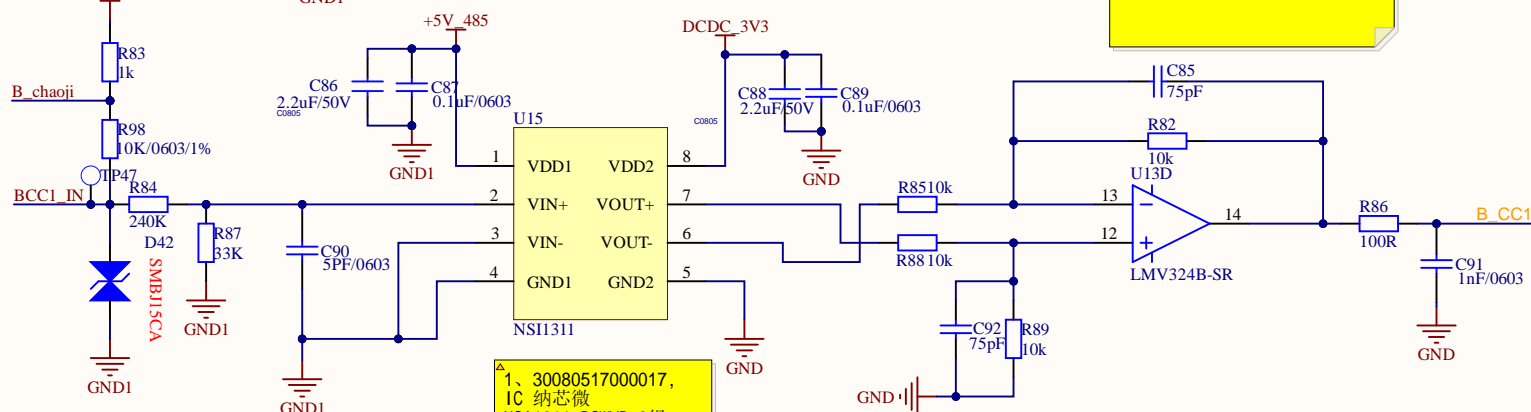 GND1
+5V_485
DCDC_3V3
R83
1k
B_chaoji
R98
10K/0603/1%
TP47
BCC1_IN
R84
240K
D42
SMBJ15CA
GND1
R87
33K
GND1
C86
2.2uF/50V
C0805
C87
0.1uF/0603
GND1
C90
5PF/0603
GND1
U15
1 VDD1 VDD2 8
2 VIN+ VOUT+ 7
3 VIN- VOUT- 6
4 GND1 GND2 5
NSI1311
C88
2.2uF/50V
C0805
C89
0.1uF/0603
GND
GND
R85 10k
R88 10k
C85
75pF
R82
10k
U13D
13
12
14
LMV324B-SR
C92
75pF
R89
10k
GND
R86
100R
B_CC1
C91
1nF/0603
GND
1、30080517000017,
IC 纳芯微